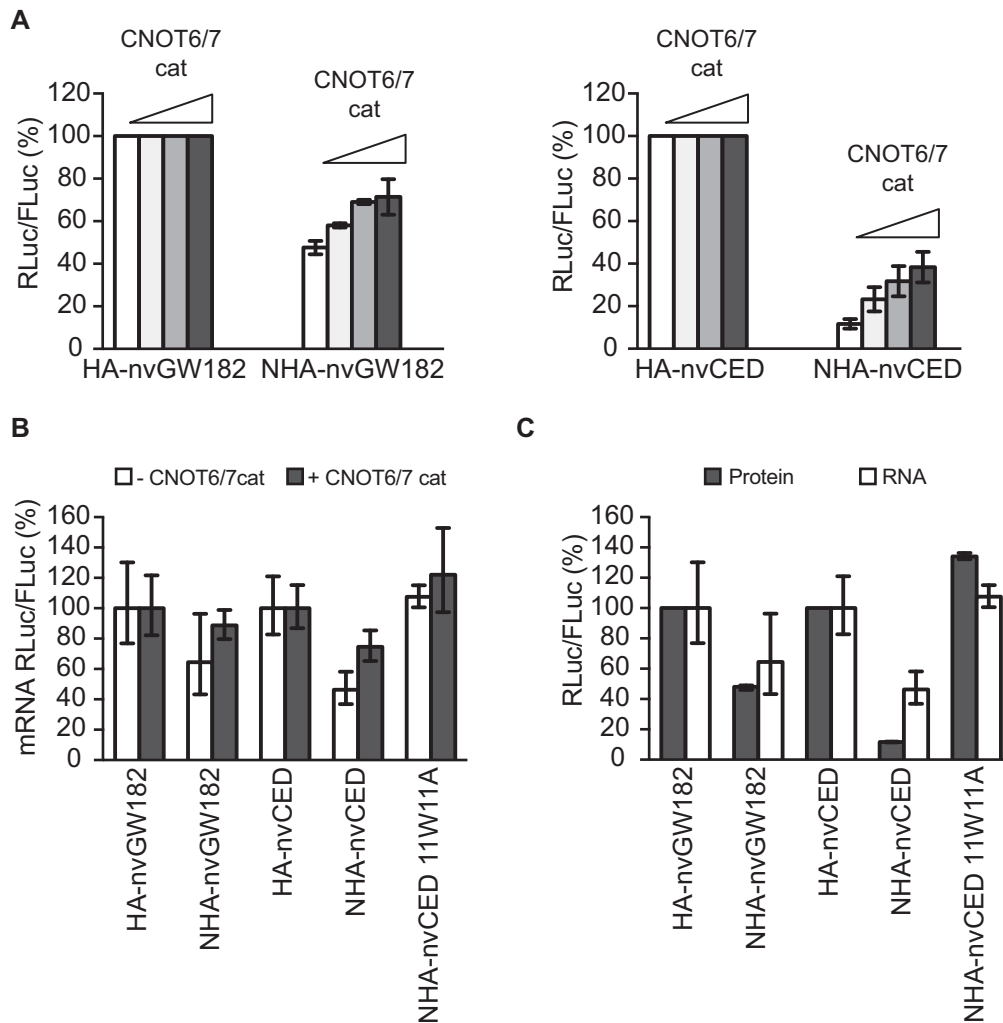 A
CNOT6/7
cat
CNOT6/7
cat
RLuc/FLuc (%)
120
100
80
60
40
20
0
HA-nvGW182 NHA-nvGW182
CNOT6/7
cat
CNOT6/7
cat
RLuc/FLuc (%)
120
100
80
60
40
20
0
HA-nvCED NHA-nvCED
B
- CNOT6/7cat + CNOT6/7 cat
mRNA RLuc/FLuc (%)
160
140
120
100
80
60
40
20
0
HA-nvGW182
NHA-nvGW182
HA-nvCED
NHA-nvCED
NHA-nvCED 11W11A
C
Protein RNA
RLuc/FLuc (%)
160
140
120
100
80
60
40
20
0
HA-nvGW182
NHA-nvGW182
HA-nvCED
NHA-nvCED
NHA-nvCED 11W11A